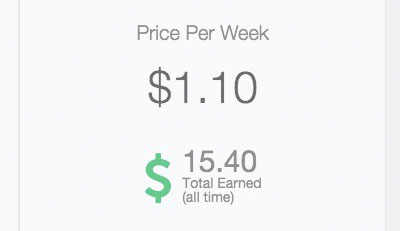 Price Per Week
$1.10
$ 15.40
Total Earned
(all time)